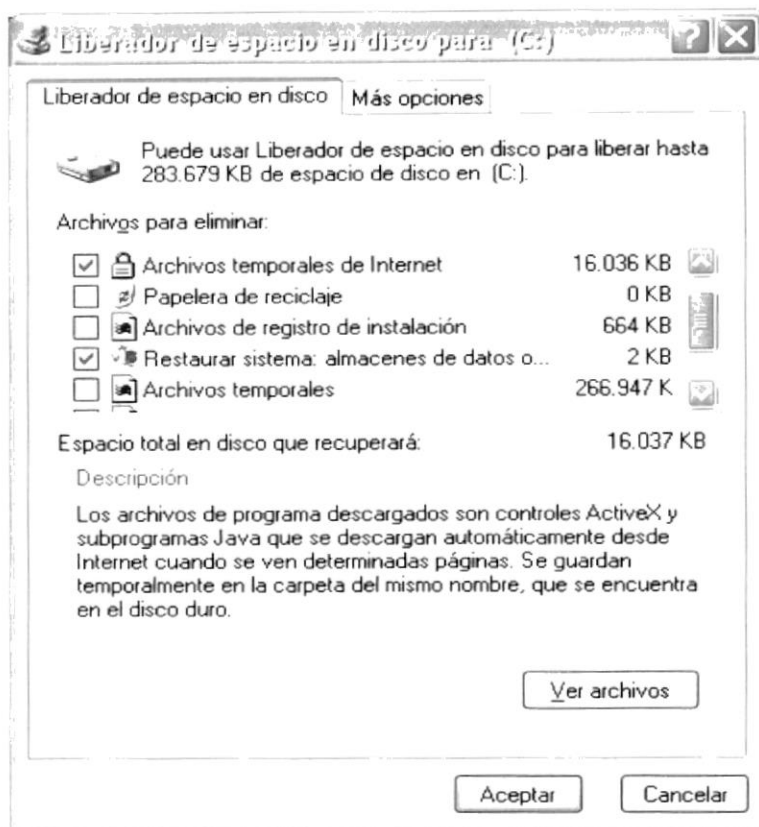 Liberador de espacio en disco para (C:)
Liberador de espacio en disco Más opciones
Puede usar Liberador de espacio en disco para liberar hasta
283.679 KB de espacio de disco en (C:).
Archivos para eliminar:
Archivos temporales de Internet 16.036 KB
Papelera de reciclaje 0 KB
Archivos de registro de instalación 664 KB
Restaurar sistema: almacenes de datos o... 2 KB
Archivos temporales 266.947 K
Espacio total en disco que recuperará: 16.037 KB
Descripción
Los archivos de programa descargados son controles ActiveX y
subprogramas Java que se descargan automáticamente desde
Internet cuando se ven determinadas páginas. Se guardan
temporalmente en la carpeta del mismo nombre, que se encuentra
en el disco duro.
Ver archivos
Aceptar Cancelar